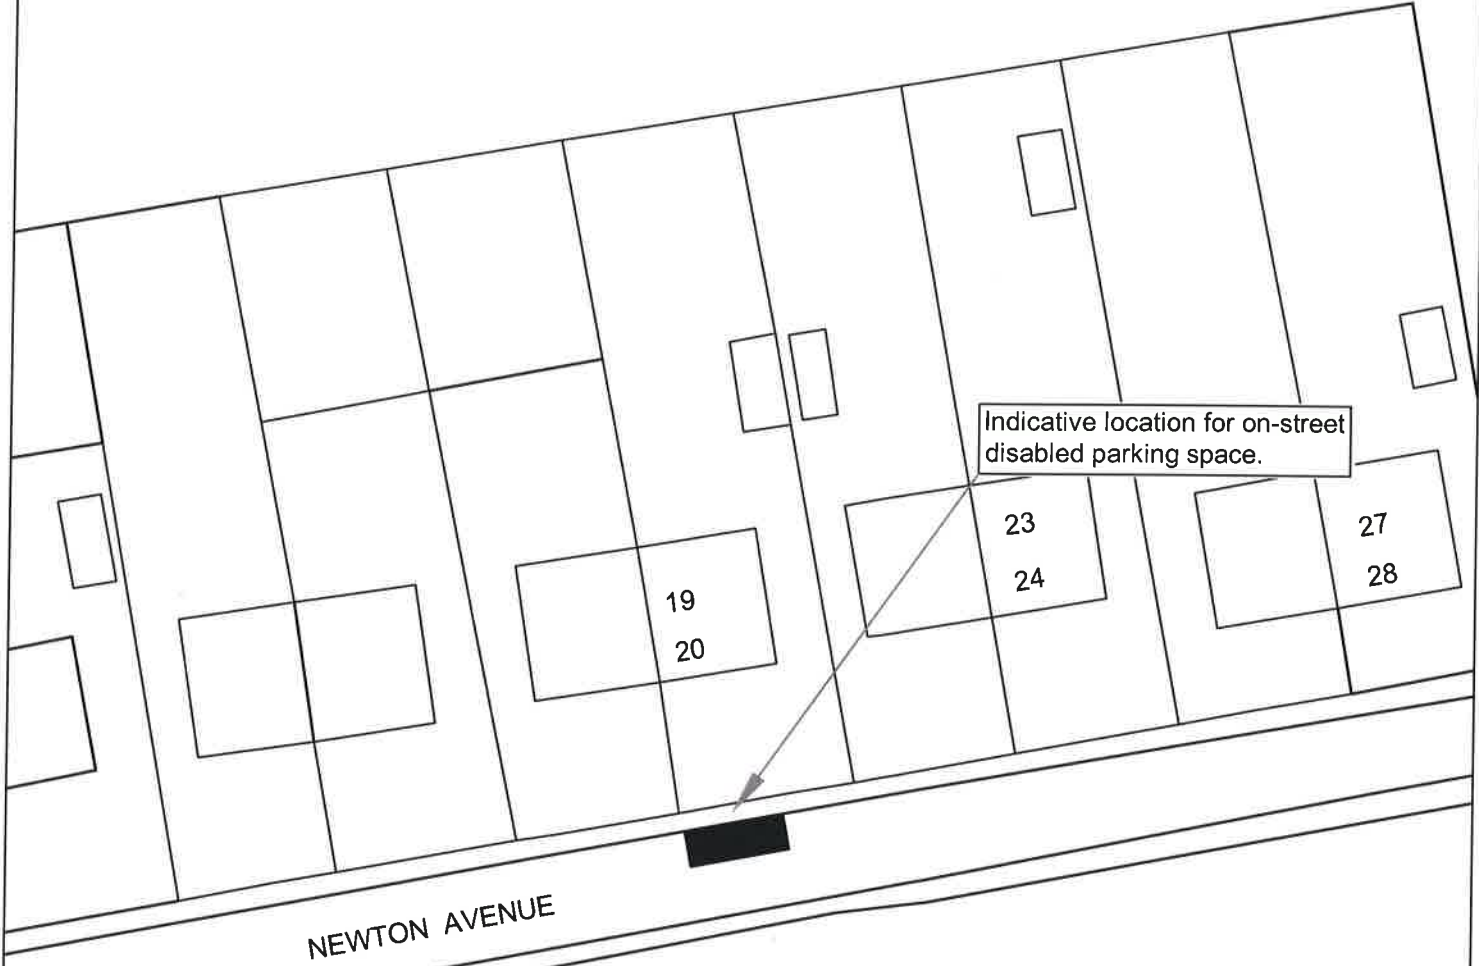 Indicative location for on-street
disabled parking space.
23
24
27
28
19
20
NEWTON AVENUE